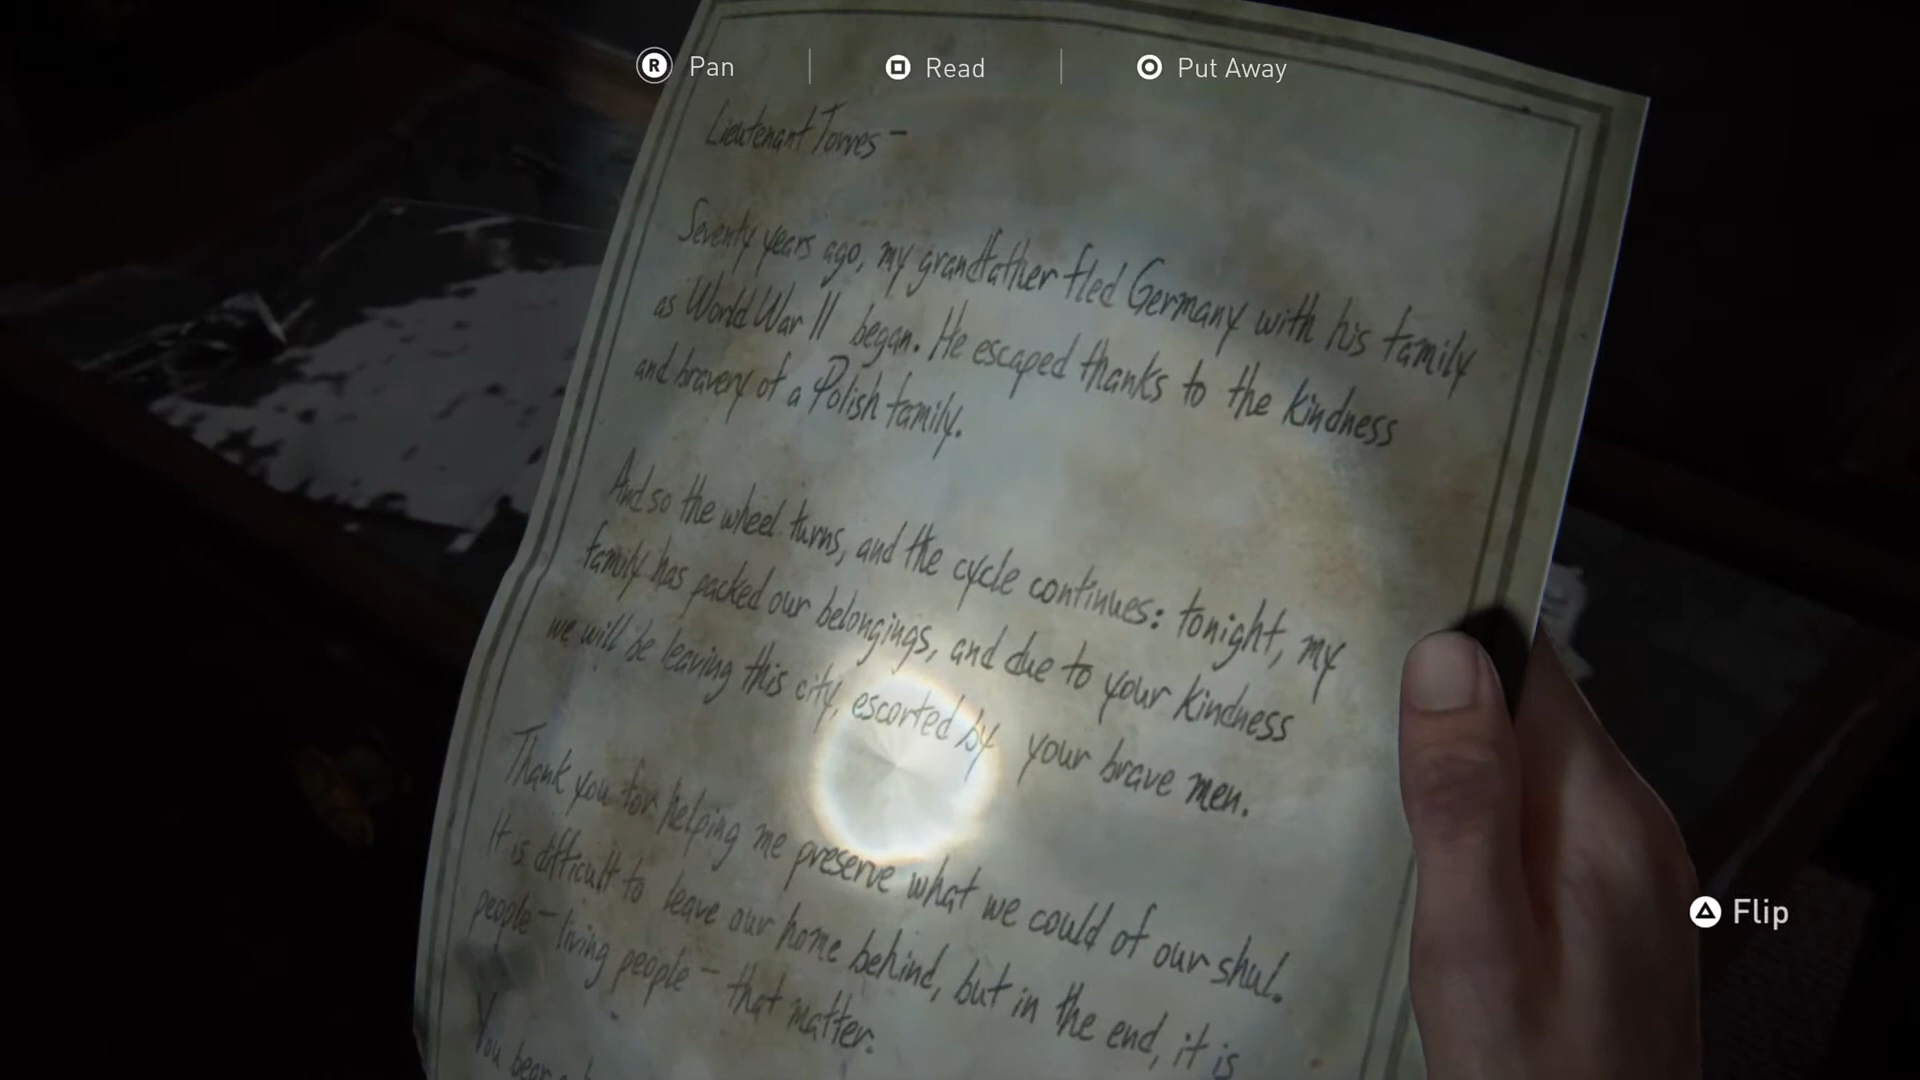 R Pan
Read
Put Away
Lieutenant Torres –
Seventy years ago, my grandfather fled Germany with his family
as World War II began. He escaped thanks to the kindness
and bravery of a Polish family.
And so the wheel turns, and the cycle continues: tonight, my
family has packed our belongings, and due to your kindness
we will be leaving this city, escorted by your brave men.
Thank you for helping me preserve what we could of our shul.
It is difficult to leave our home behind, but in the end, it is
people – living people – that matter.
You bear a
Flip